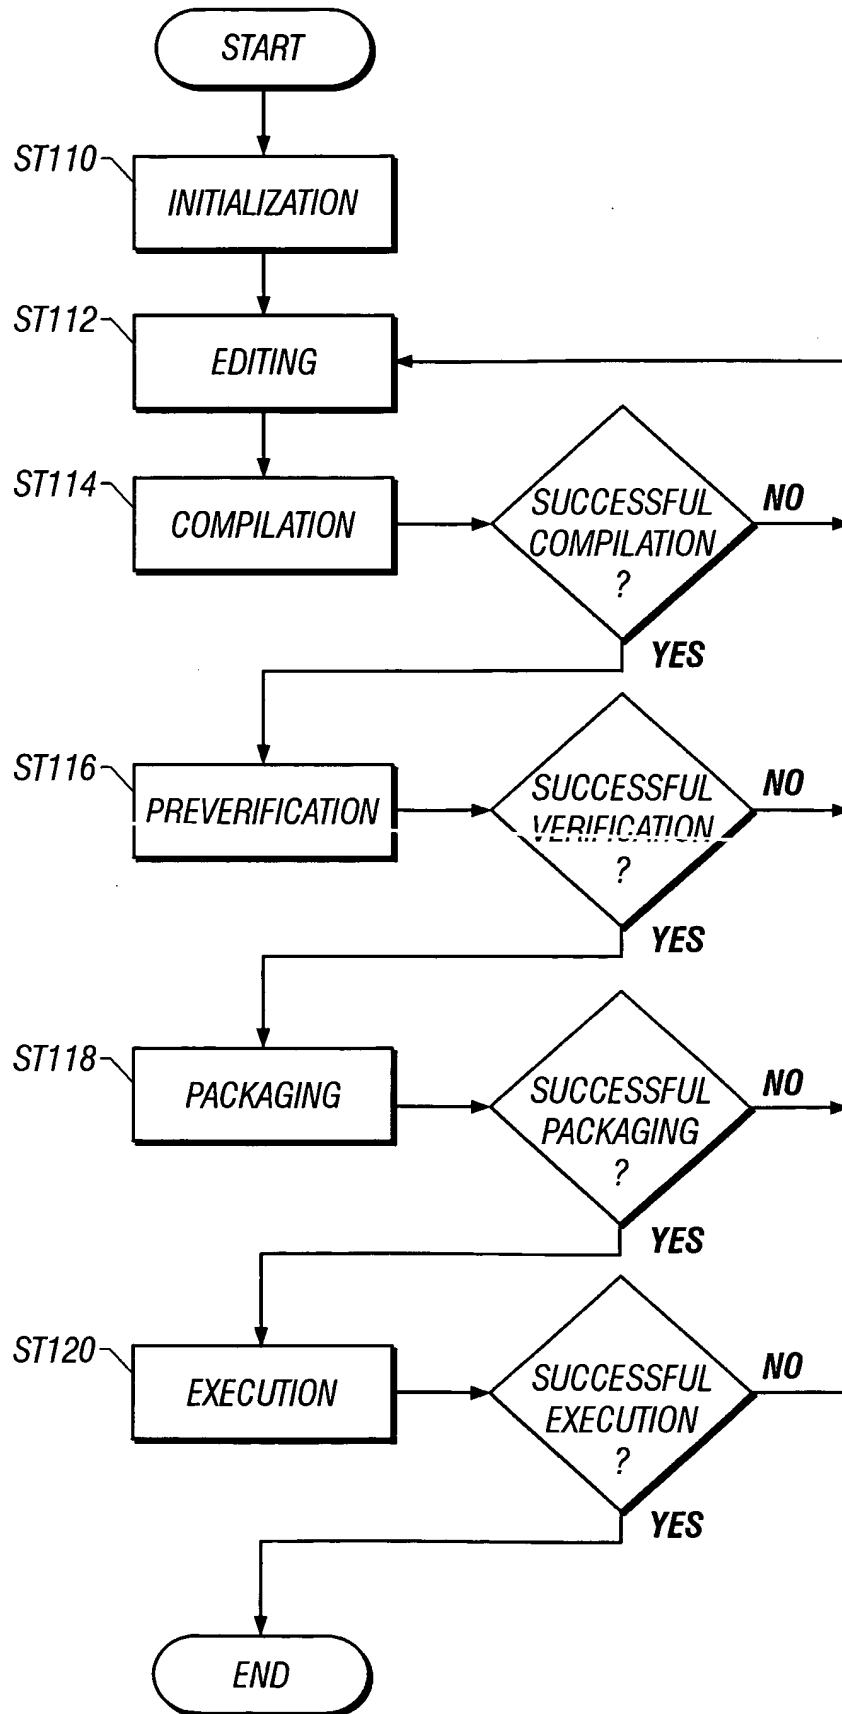 START
ST110
INITIALIZATION
ST112
EDITING
ST114
COMPILATION
SUCCESSFUL
COMPILATION
?
NO
YES
ST116
PREVERIFICATION
SUCCESSFUL
VERIFICATION
?
NO
YES
ST118
PACKAGING
SUCCESSFUL
PACKAGING
?
NO
YES
ST120
EXECUTION
SUCCESSFUL
EXECUTION
?
NO
YES
END